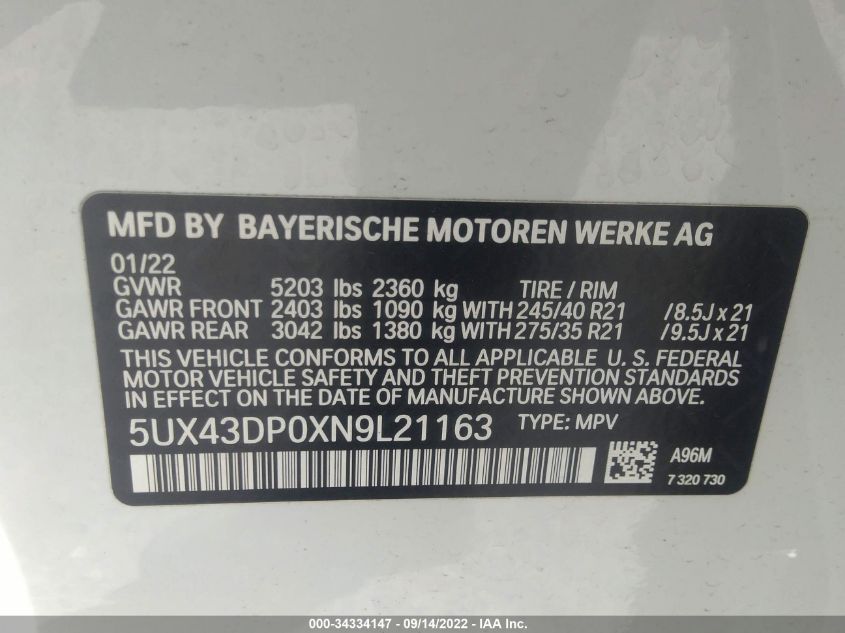 MFD BY BAYERISCHE MOTOREN WERKE AG
01/22
GVWR 5203 lbs 2360 kg TIRE / RIM
GAWR FRONT 2403 lbs 1090 kg WITH 245/40 R21 /8.5J x 21
GAWR REAR 3042 lbs 1380 kg WITH 275/35 R21 /9.5J x 21
THIS VEHICLE CONFORMS TO ALL APPLICABLE U. S. FEDERAL
MOTOR VEHICLE SAFETY AND THEFT PREVENTION STANDARDS
IN EFFECT ON THE DATE OF MANUFACTURE SHOWN ABOVE.
5UX43DP0XN9L21163 TYPE: MPV
A96M
7 320 730
000-34334147 - 09/14/2022 - IAA Inc.